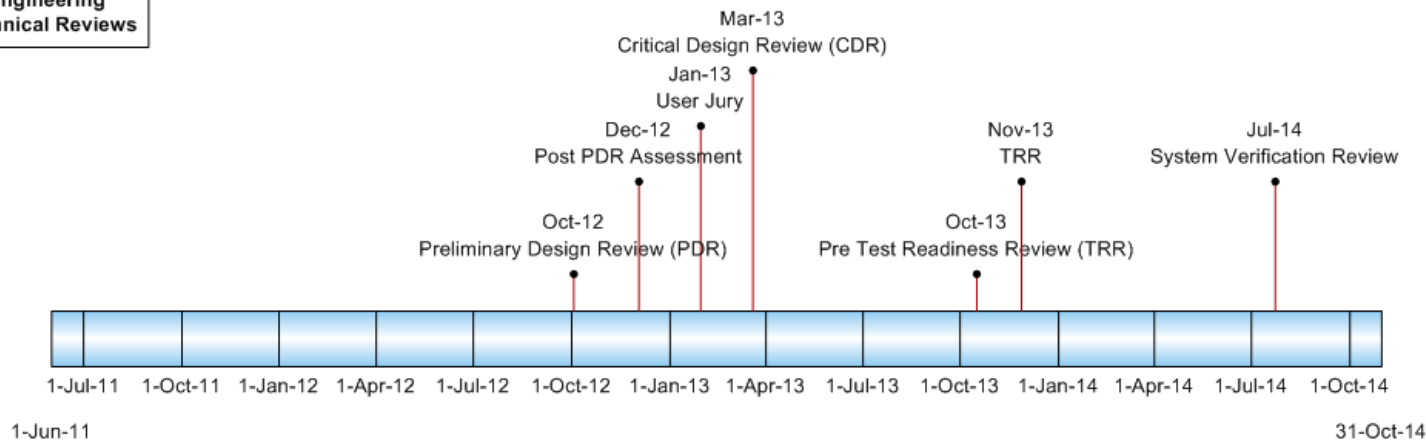 nical Reviews
Mar-13
Critical Design Review (CDR)
Jan-13
User Jury
Dec-12
Post PDR Assessment
Nov-13
TRR
Jul-14
System Verification Review
Oct-12
Preliminary Design Review (PDR)
Oct-13
Pre Test Readiness Review (TRR)
1-Jul-11 1-Oct-11 1-Jan-12 1-Apr-12 1-Jul-12 1-Oct-12 1-Jan-13 1-Apr-13 1-Jul-13 1-Oct-13 1-Jan-14 1-Apr-14 1-Jul-14 1-Oct-14
1-Jun-11 31-Oct-14